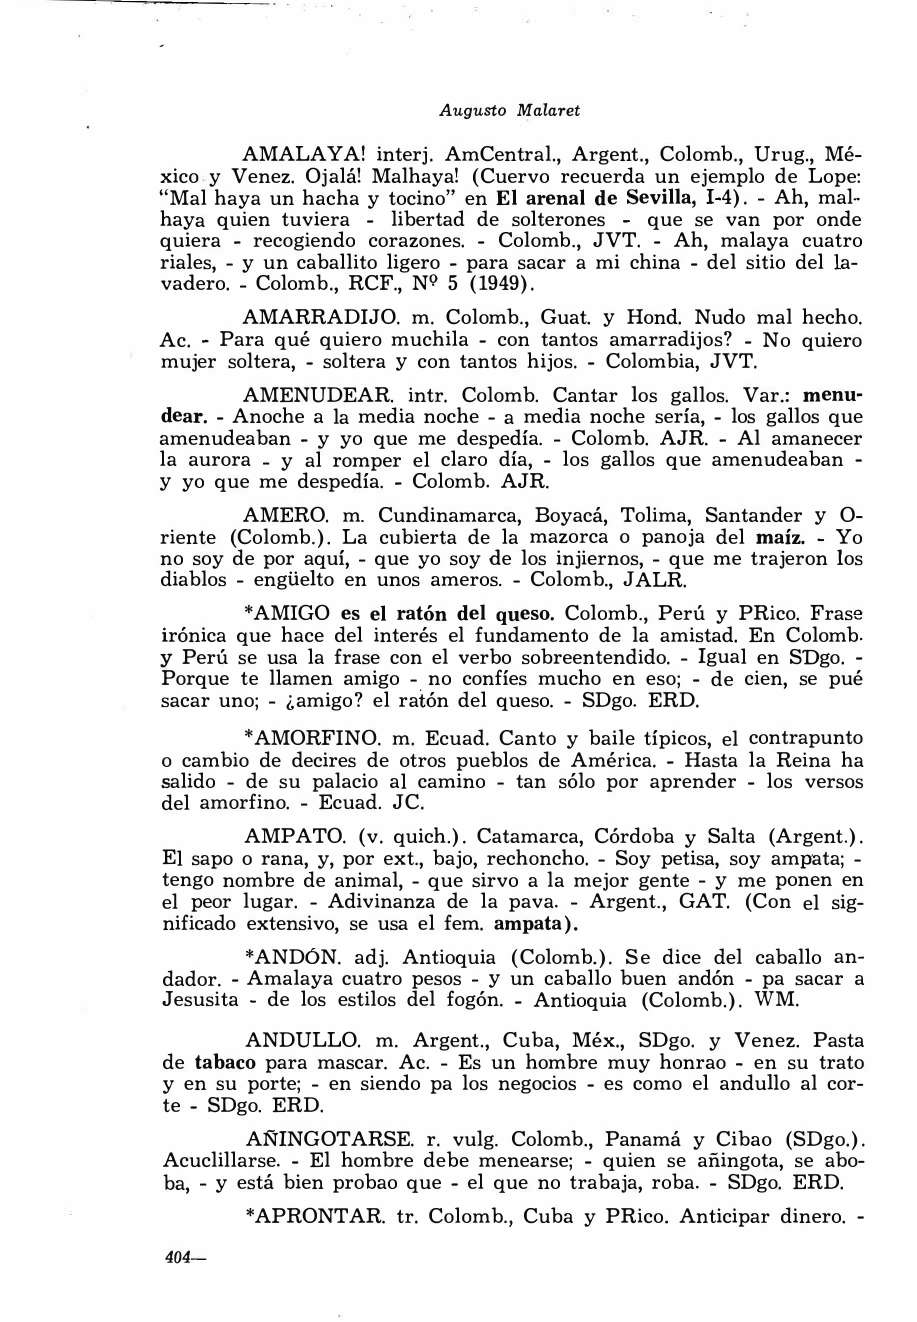 Augusto Malaret
AMALAYA! interj. AmCentral., Argent., Colomb., Urug., Mé-
xico y Venez. Ojalá! Malhaya! (Cuervo recuerda un ejemplo de Lope:
“Mal haya un hacha y tocino” en El arenal de Sevilla, I-4). - Ah, mal-
haya quien tuviera - libertad de solterones - que se van por onde
quiera - recogiendo corazones. - Colomb., JVT. - Ah, malaya cuatro
riales, - y un caballito ligero - para sacar a mi china - del sitio del la-
vadero. - Colomb., RCF., Nº 5 (1949).
AMARRADIJO. m. Colomb., Guat. y Hond. Nudo mal hecho.
Ac. - Para qué quiero muchila - con tantos amarradijos? - No quiero
mujer soltera, - soltera y con tantos hijos. - Colombia, JVT.
AMENUDEAR. intr. Colomb. Cantar los gallos. Var.: menu-
dear. - Anoche a la media noche - a media noche sería, - los gallos que
amenudeaban - y yo que me despedía. - Colomb. AJR. - Al amanecer
la aurora - y al romper el claro día, - los gallos que amenudeaban -
y yo que me despedía. - Colomb. AJR.
AMERO. m. Cundinamarca, Boyacá, Tolima, Santander y O-
riente (Colomb.). La cubierta de la mazorca o panoja del maíz. - Yo
no soy de por aquí, - que yo soy de los injiernos, - que me trajeron los
diablos - engüelto en unos ameros. - Colomb., JALR.
*AMIGO es el ratón del queso. Colomb., Perú y PRico. Frase
irónica que hace del interés el fundamento de la amistad. En Colomb.
y Perú se usa la frase con el verbo sobreentendido. - Igual en SDgo. -
Porque te llamen amigo - no confíes mucho en eso; - de cien, se pué
sacar uno; - ¿amigo? el ratón del queso. - SDgo. ERD.
*AMORFINO. m. Ecuad. Canto y baile típicos, el contrapunto
o cambio de decires de otros pueblos de América. - Hasta la Reina ha
salido - de su palacio al camino - tan sólo por aprender - los versos
del amorfino. - Ecuad. JC.
AMPATO. (v. quich.). Catamarca, Córdoba y Salta (Argent.).
El sapo o rana, y, por ext., bajo, rechoncho. - Soy petisa, soy ampata; -
tengo nombre de animal, - que sirvo a la mejor gente - y me ponen en
el peor lugar. - Adivinanza de la pava. - Argent., GAT. (Con el sig-
nificado extensivo, se usa el fem. ampata).
*ANDÓN. adj. Antioquia (Colomb.). Se dice del caballo an-
dador. - Amalaya cuatro pesos - y un caballo buen andón - pa sacar a
Jesusita - de los estilos del fogón. - Antioquia (Colomb.). WM.
ANDULLO. m. Argent., Cuba, Méx., SDgo. y Venez. Pasta
de tabaco para mascar. Ac. - Es un hombre muy honrao - en su trato
y en su porte; - en siendo pa los negocios - es como el andullo al cor-
te - SDgo. ERD.
AÑINGOTARSE. r. vulg. Colomb., Panamá y Cibao (SDgo.).
Acuclillarse. - El hombre debe menearse; - quien se añingota, se abo-
ba, - y está bien probao que - el que no trabaja, roba. - SDgo. ERD.
*APRONTAR. tr. Colomb., Cuba y PRico. Anticipar dinero. -
404—